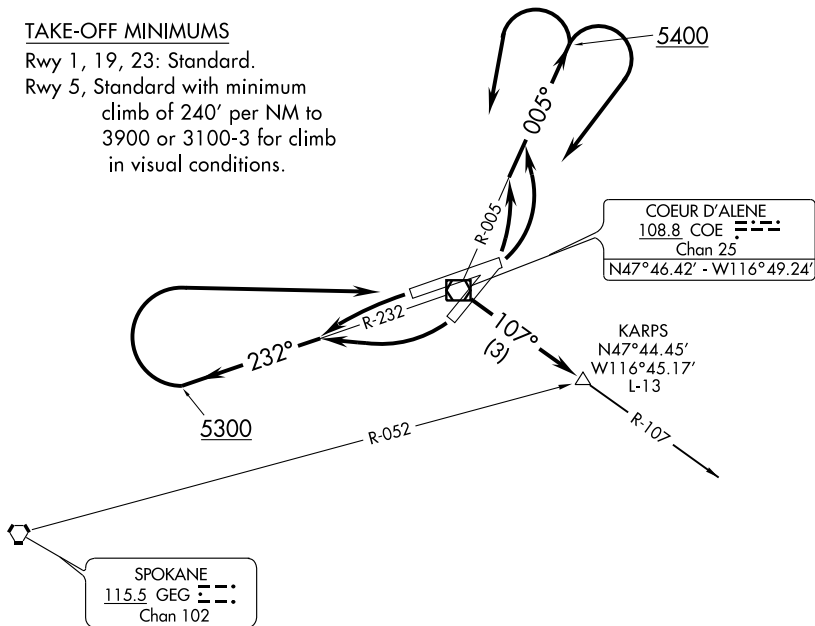 TAKE-OFF MINIMUMS
Rwy 1, 19, 23: Standard.
Rwy 5, Standard with minimum
climb of 240' per NM to
3900 or 3100-3 for climb
in visual conditions.
5400
005°
R-005
COEUR D'ALENE
108.8 COE
Chan 25
N47°46.42' - W116°49.24'
R-232
232°
107°
(3)
KARPS
N47°44.45'
W116°45.17'
L-13
5300
R-052
R-107
SPOKANE
115.5 GEG
Chan 102